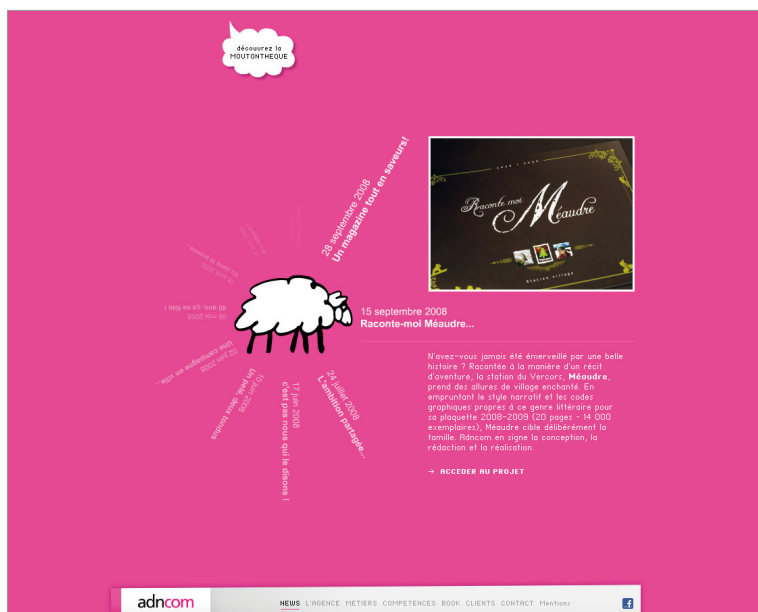 découvrez la
MOUTONTHEQUE
28 septembre 2008
Un magazine tout en saveurs!
Raconte moi
Méaudre
Station village
15 septembre 2008
Raconte-moi Méaudre...
40 ans, ça se fête !
06 mai 2008
02 juin 2008
Une campagne en ville...
10 juin 2008
Un pelé, deux tondus
17 juin 2008
c'est pas nous qui le disons !
24 juillet 2008
L'ambition partagée...
N'avez-vous jamais été émerveillé par une belle
histoire ? Racontée à la manière d'un récit
d'aventure, la station du Vercors, Méaudre,
prend des allures de village enchanté. En
empruntant le style narratif et les codes
graphiques propres à ce genre littéraire pour
sa plaquette 2008-2009 (20 pages - 14 000
exemplaires), Méaudre cible délibérément la
famille. Adncom en signe la conception, la
rédaction et la réalisation.
→ ACCEDER AU PROJET
adncom
NEWS L'AGENCE METIERS COMPETENCES BOOK CLIENTS CONTACT Mentions